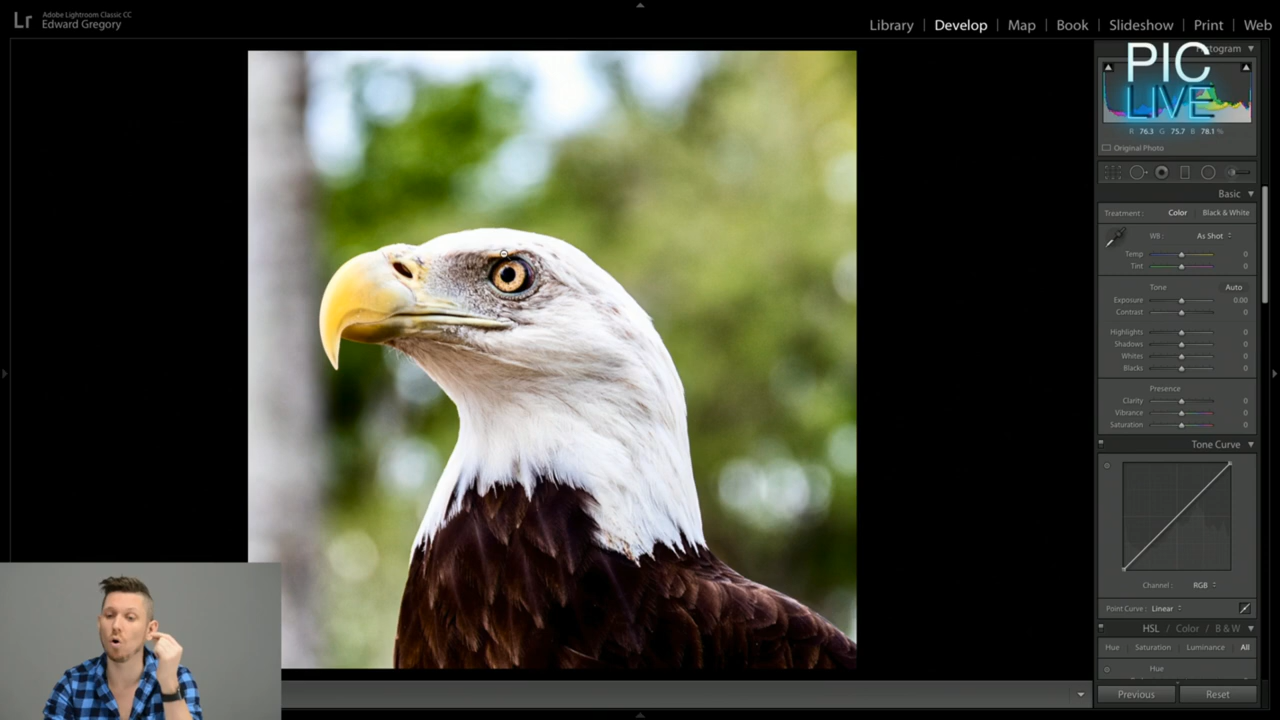 Lr
Adobe Lightroom Classic CC
Edward Gregory
Library | Develop | Map | Book | Slideshow | Print | Web
Histogram
PIC
LIVE
R 76.3 G 75.7 B 78.1 %
Original Photo
Basic
Treatment : Color Black & White
WB : As Shot
Temp 0
Tint 0
Tone Auto
Exposure 0.00
Contrast 0
Highlights 0
Shadows 0
Whites 0
Blacks 0
Presence
Clarity 0
Vibrance 0
Saturation 0
Tone Curve
Channel : RGB
Point Curve : Linear
HSL / Color / B & W
Hue Saturation Luminance All
Hue
Previous Reset